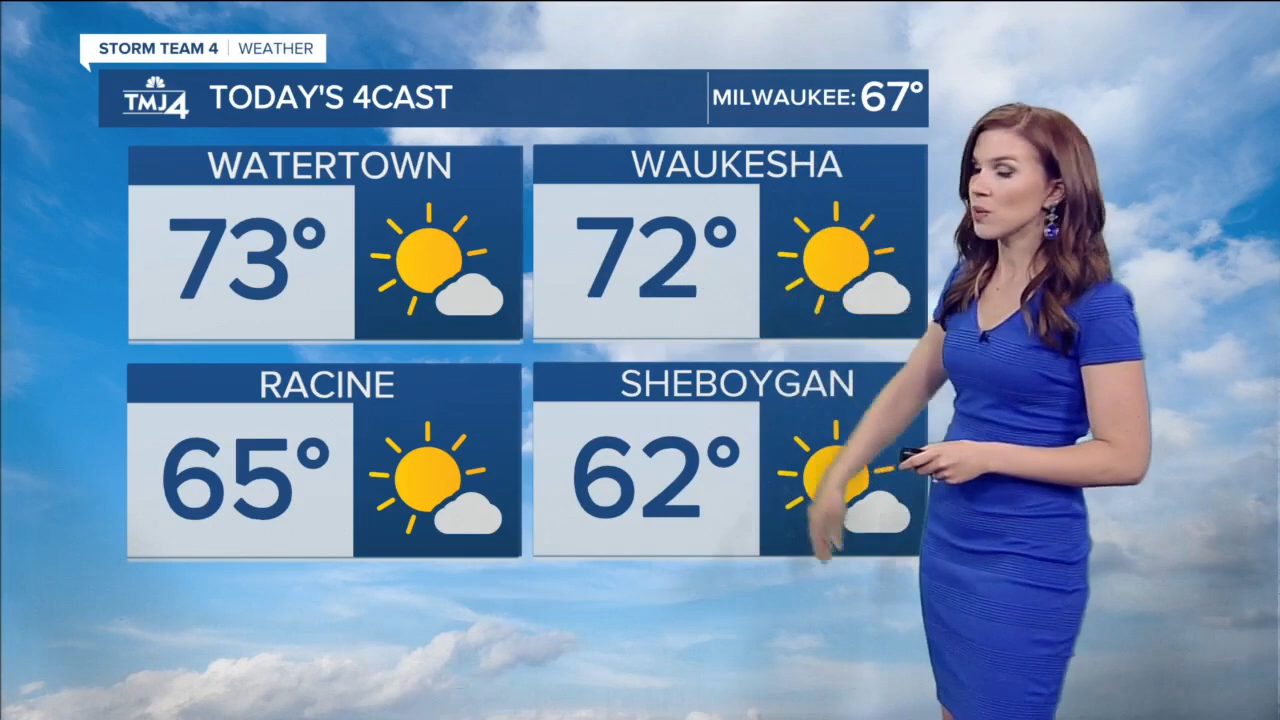 STORM TEAM 4 | WEATHER
TMJ4 TODAY'S 4CAST MILWAUKEE: 67°
WATERTOWN WAUKESHA
73° 72°
RACINE SHEBOYGAN
65° 62°